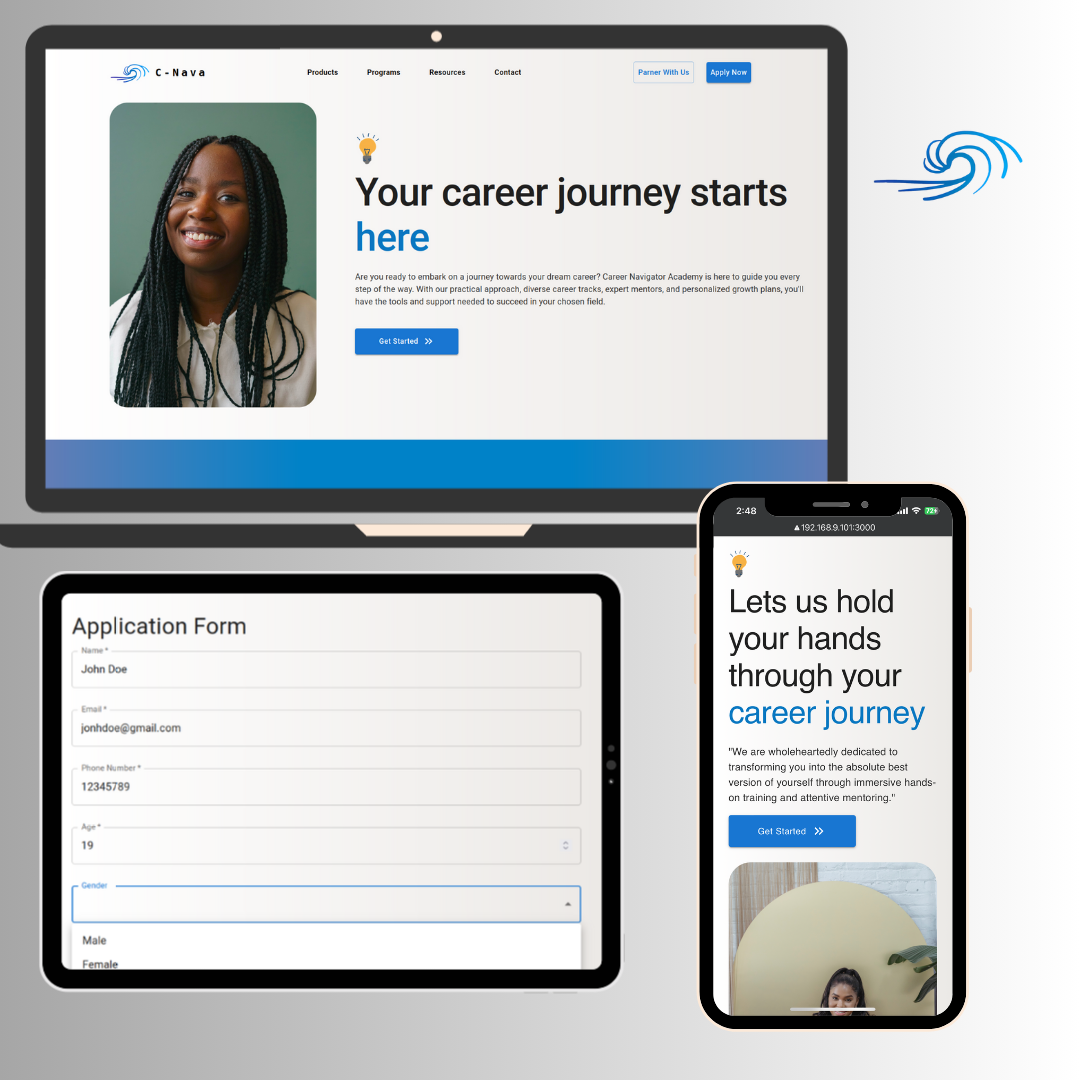 C-Nava
Products
Programs
Resources
Contact
Parner With Us
Apply Now
Your career journey starts
here
Are you ready to embark on a journey towards your dream career? Career Navigator Academy is here to guide you every
step of the way. With our practical approach, diverse career tracks, expert mentors, and personalized growth plans, you'll
have the tools and support needed to succeed in your chosen field.
Get Started
2:48
72+
192.168.9.101:3000
Lets us hold
your hands
through your
career journey
"We are wholeheartedly dedicated to
transforming you into the absolute best
version of yourself through immersive hands-
on training and attentive mentoring."
Get Started
Application Form
Name *
John Doe
Email *
jonhdoe@gmail.com
Phone Number *
12345789
Age *
19
Gender
Male
Female